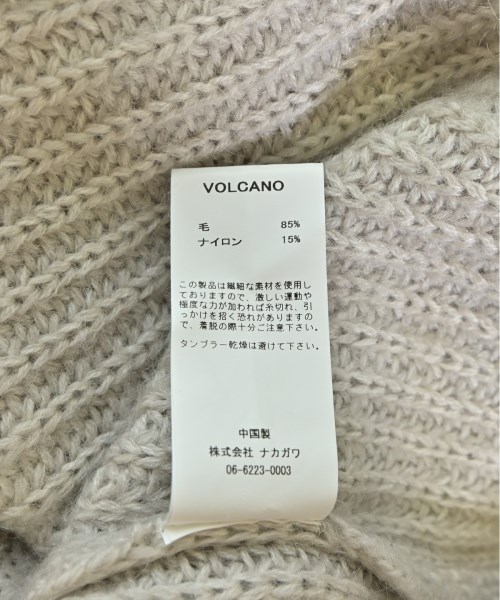 VOLCANO
毛 85%
ナイロン 15%
この製品は繊細な素材を使用し
ておりますので、激しい運動や
極度な力が加われば糸切れ、引
っかけを招く恐れがありますの
で、着脱の際十分ご注意下さい。
タンブラー乾燥は避けて下さい。
中国製
株式会社 ナカガワ
06-6223-0003